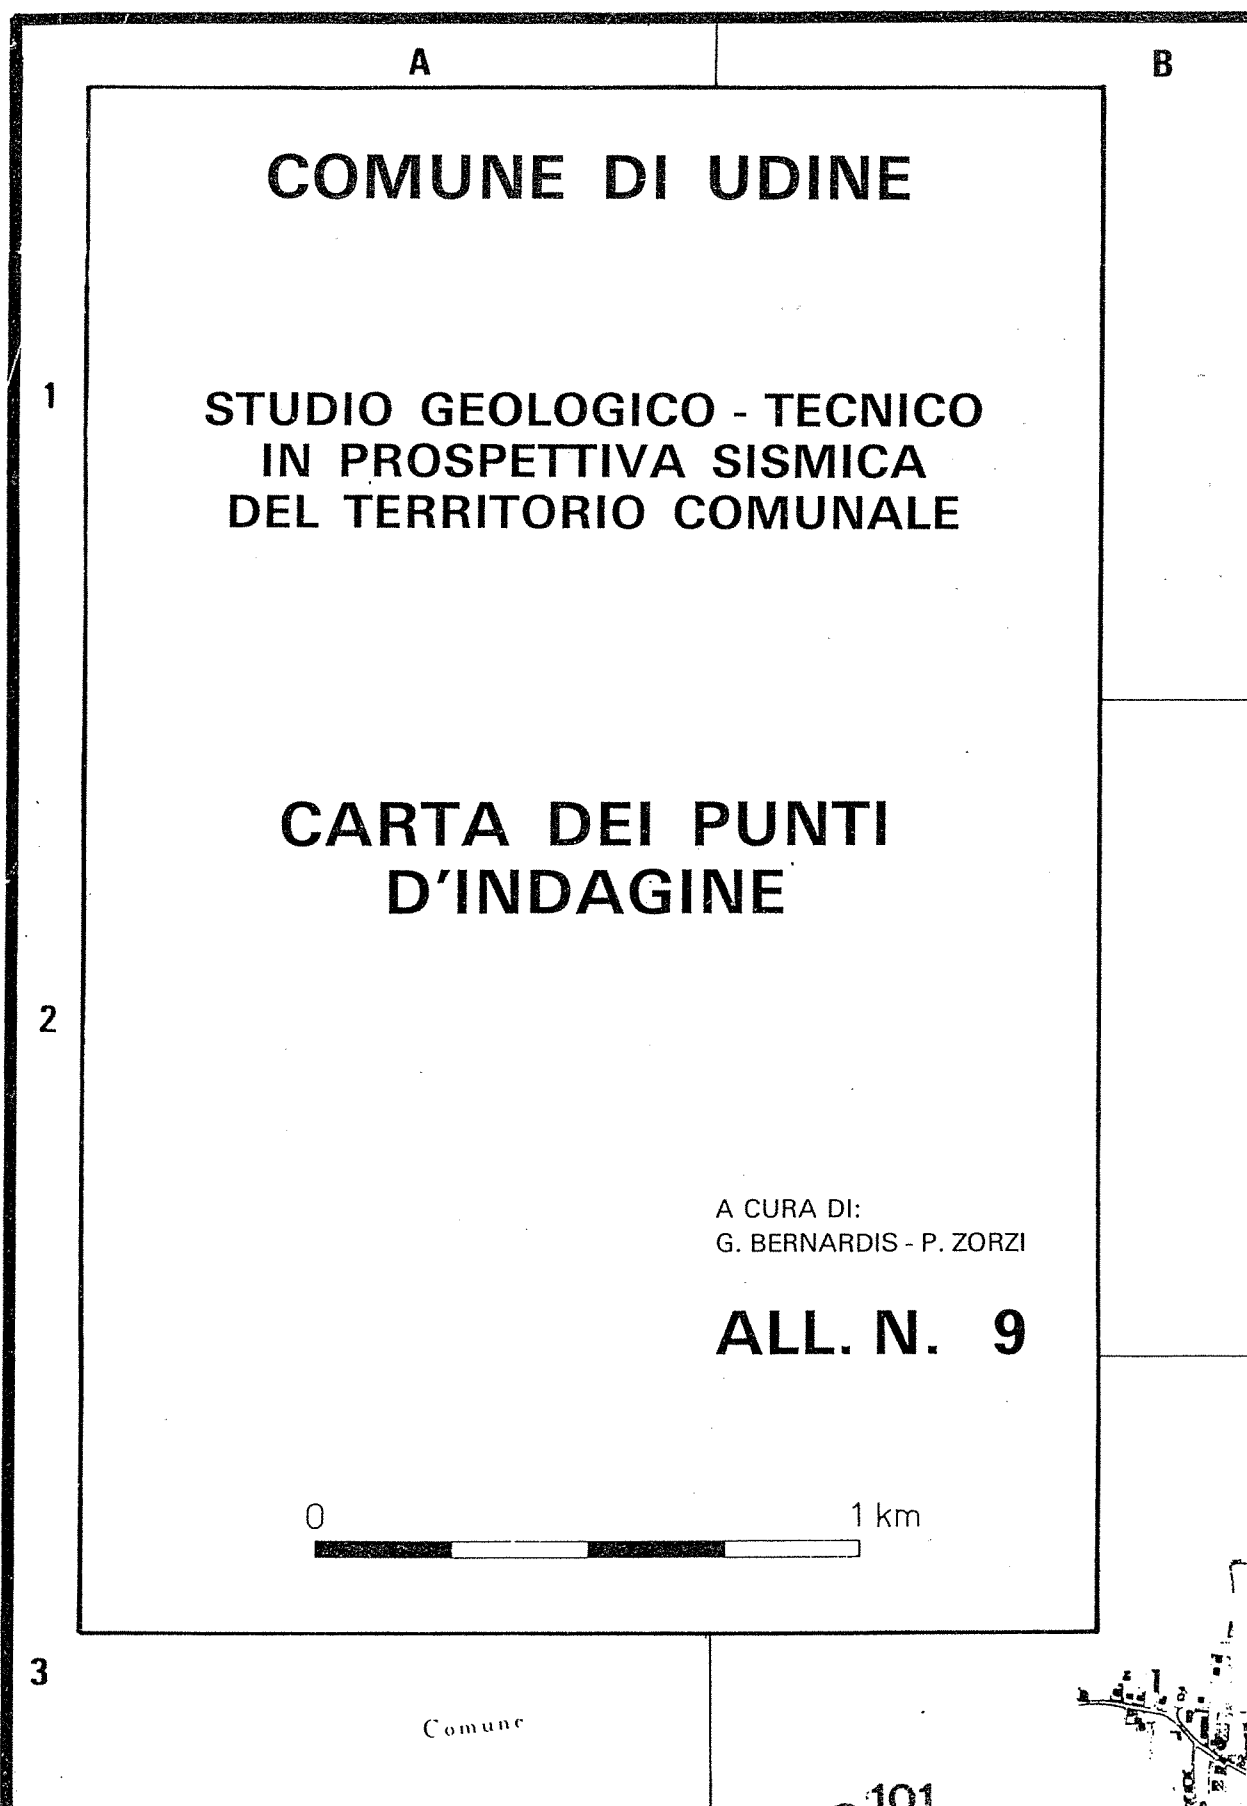 A
B
COMUNE DI UDINE
1
STUDIO GEOLOGICO - TECNICO
IN PROSPETTIVA SISMICA
DEL TERRITORIO COMUNALE
CARTA DEI PUNTI
D'INDAGINE
2
A CURA DI:
G. BERNARDIS - P. ZORZI
ALL. N. 9
0 1 km
3
Comune
101